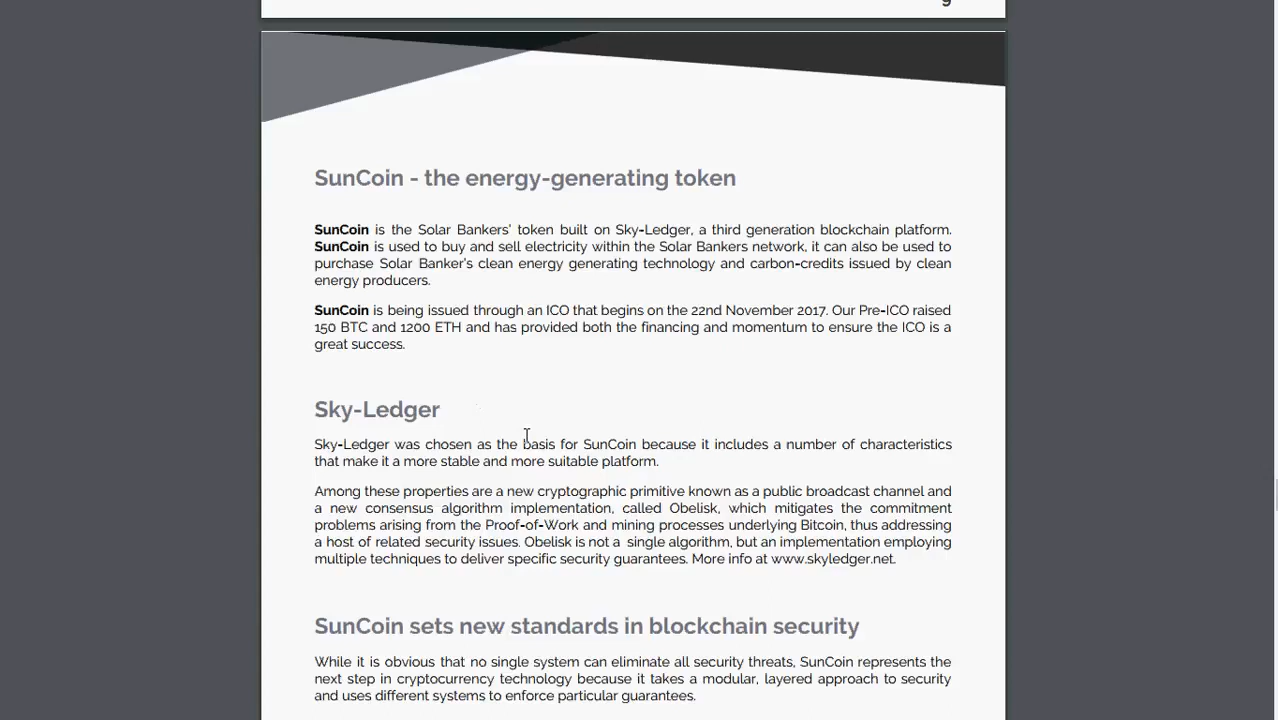 9
SunCoin - the energy-generating token
SunCoin is the Solar Bankers' token built on Sky-Ledger, a third generation blockchain platform.
SunCoin is used to buy and sell electricity within the Solar Bankers network, it can also be used to
purchase Solar Banker's clean energy generating technology and carbon-credits issued by clean
energy producers.
SunCoin is being issued through an ICO that begins on the 22nd November 2017. Our Pre-ICO raised
150 BTC and 1200 ETH and has provided both the financing and momentum to ensure the ICO is a
great success.
Sky-Ledger
Sky-Ledger was chosen as the basis for SunCoin because it includes a number of characteristics
that make it a more stable and more suitable platform.
Among these properties are a new cryptographic primitive known as a public broadcast channel and
a new consensus algorithm implementation, called Obelisk, which mitigates the commitment
problems arising from the Proof-of-Work and mining processes underlying Bitcoin, thus addressing
a host of related security issues. Obelisk is not a single algorithm, but an implementation employing
multiple techniques to deliver specific security guarantees. More info at www.skyledger.net.
SunCoin sets new standards in blockchain security
While it is obvious that no single system can eliminate all security threats, SunCoin represents the
next step in cryptocurrency technology because it takes a modular, layered approach to security
and uses different systems to enforce particular guarantees.